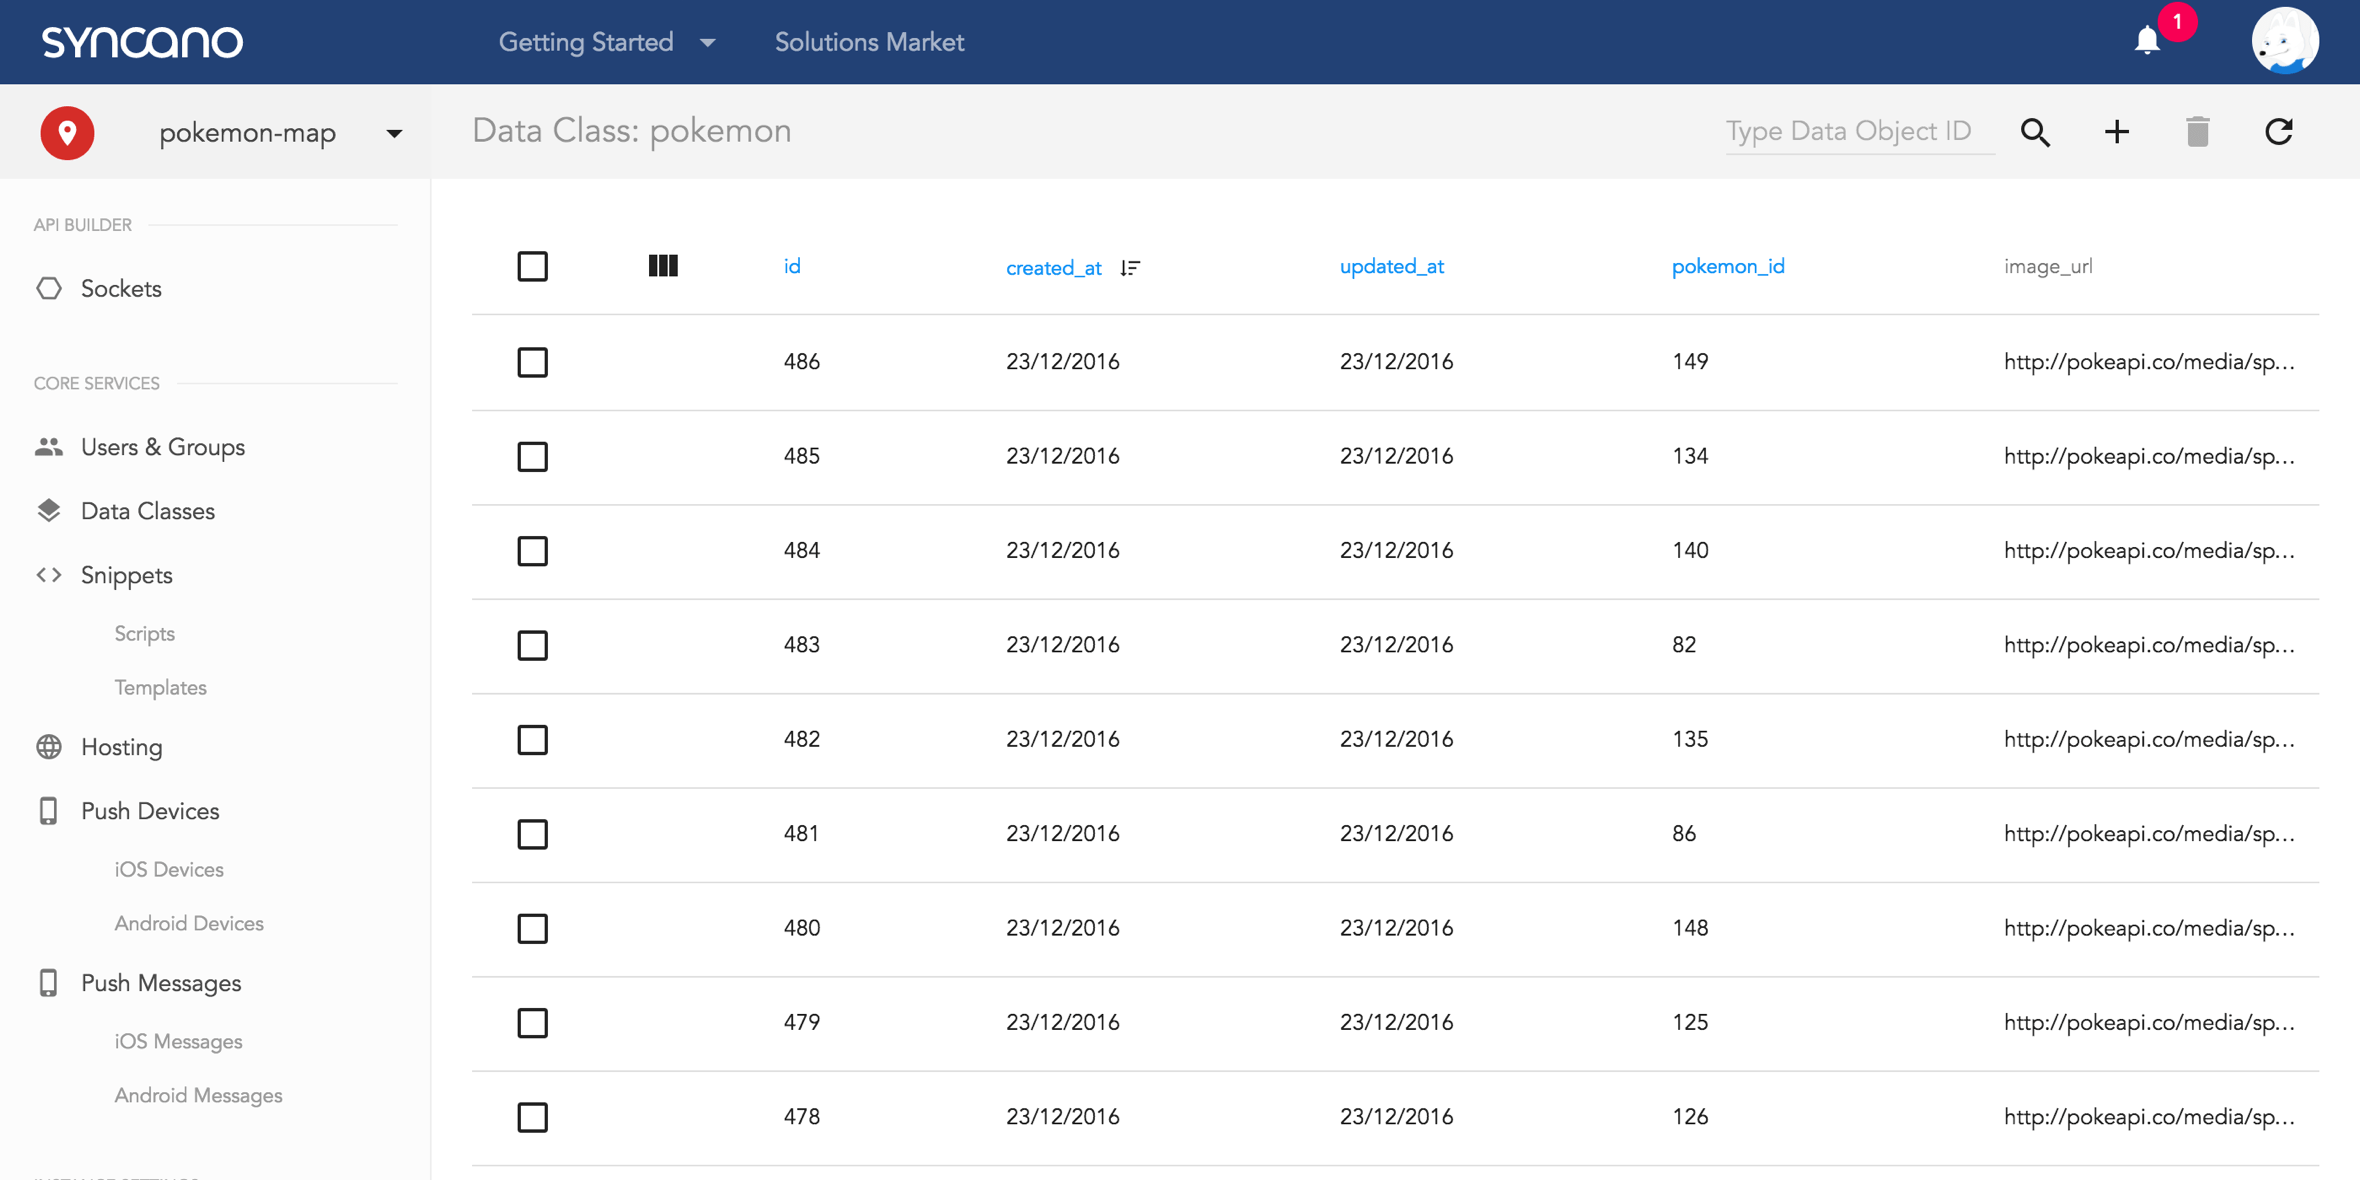 syncano
Getting Started
Solutions Market
1
pokemon-map
Data Class: pokemon
Type Data Object ID
API BUILDER
Sockets
CORE SERVICES
Users & Groups
Data Classes
Snippets
Scripts
Templates
Hosting
Push Devices
iOS Devices
Android Devices
Push Messages
iOS Messages
Android Messages
id created_at updated_at pokemon_id image_url
486 23/12/2016 23/12/2016 149 http://pokeapi.co/media/sp...
485 23/12/2016 23/12/2016 134 http://pokeapi.co/media/sp...
484 23/12/2016 23/12/2016 140 http://pokeapi.co/media/sp...
483 23/12/2016 23/12/2016 82 http://pokeapi.co/media/sp...
482 23/12/2016 23/12/2016 135 http://pokeapi.co/media/sp...
481 23/12/2016 23/12/2016 86 http://pokeapi.co/media/sp...
480 23/12/2016 23/12/2016 148 http://pokeapi.co/media/sp...
479 23/12/2016 23/12/2016 125 http://pokeapi.co/media/sp...
478 23/12/2016 23/12/2016 126 http://pokeapi.co/media/sp...